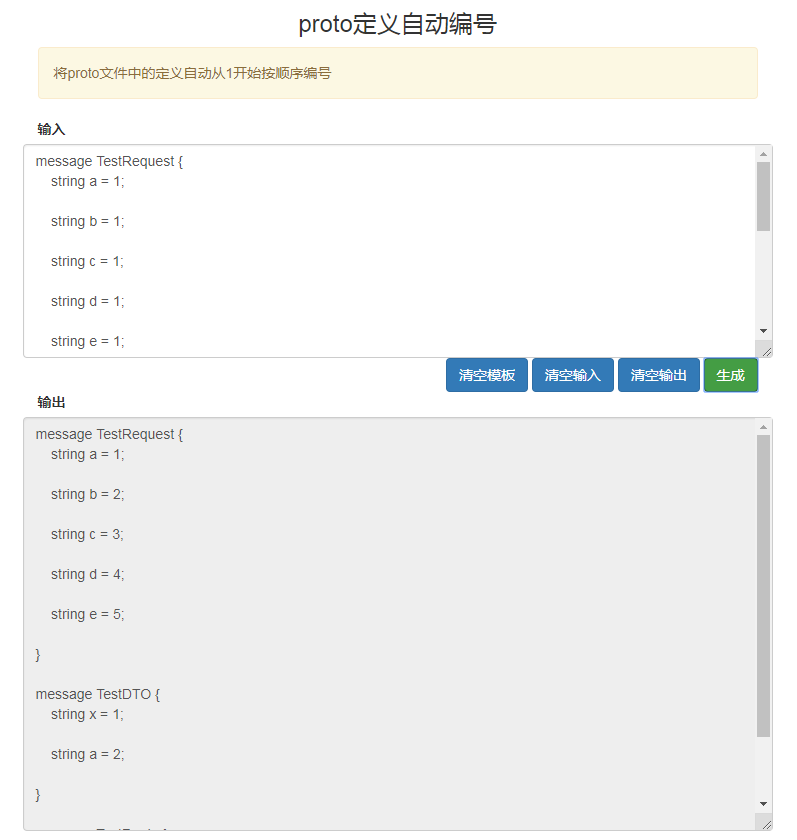 proto定义自动编号
将proto文件中的定义自动从1开始按顺序编号
输入
message TestRequest {
string a = 1;
string b = 1;
string c = 1;
string d = 1;
string e = 1;
清空模板 清空输入 清空输出 生成
输出
message TestRequest {
string a = 1;
string b = 2;
string c = 3;
string d = 4;
string e = 5;
}
message TestDTO {
string x = 1;
string a = 2;
}